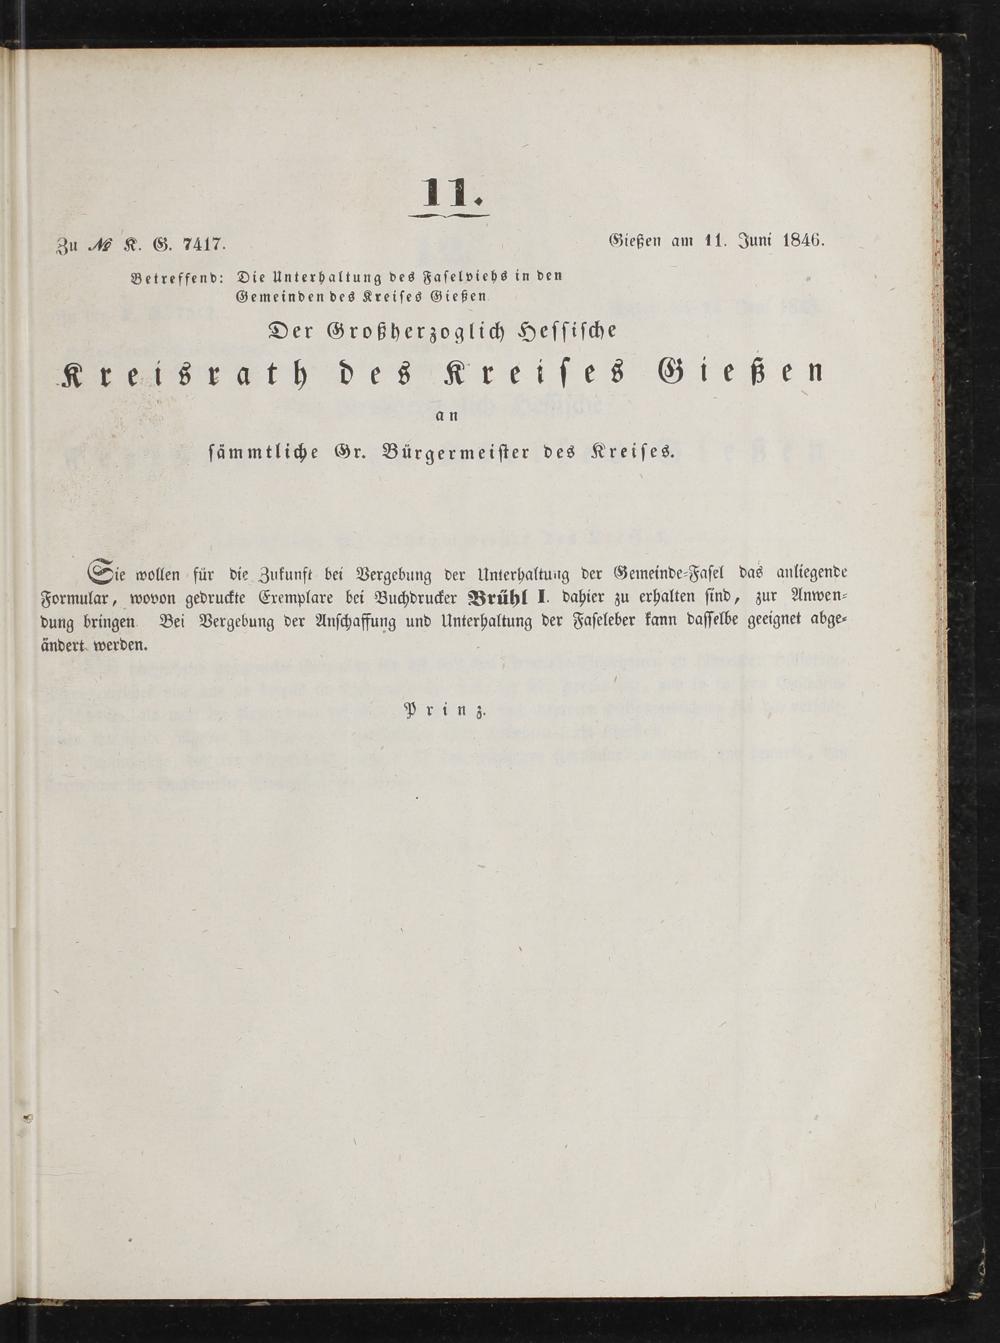 11.
Zu № K. G. 7417.
Gießen am 11. Juni 1846.
Betreffend: Die Unterhaltung des Faselviehs in den
Gemeinden des Kreises Gießen
Der Großherzoglich Hessische
Kreisrath des Kreises Gießen
an
sämmtliche Gr. Bürgermeister des Kreises.
Sie wollen für die Zukunft bei Vergebung der Unterhaltung der Gemeinde-Fasel das anliegende
Formular, wovon gedruckte Exemplare bei Buchdrucker Brühl I. dahier zu erhalten sind, zur Anwen-
dung bringen Bei Vergebung der Anschaffung und Unterhaltung der Faseleber kann dasselbe geeignet abge-
ändert werden.
Prinz.